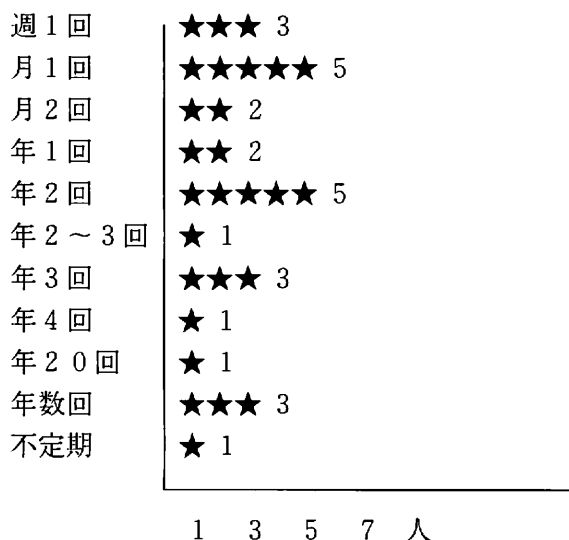 週1回 ★★★ 3
月1回 ★★★★★ 5
月2回 ★★ 2
年1回 ★★ 2
年2回 ★★★★★ 5
年2～3回 ★ 1
年3回 ★★★ 3
年4回 ★ 1
年20回 ★ 1
年数回 ★★★ 3
不定期 ★ 1
1 3 5 7 人